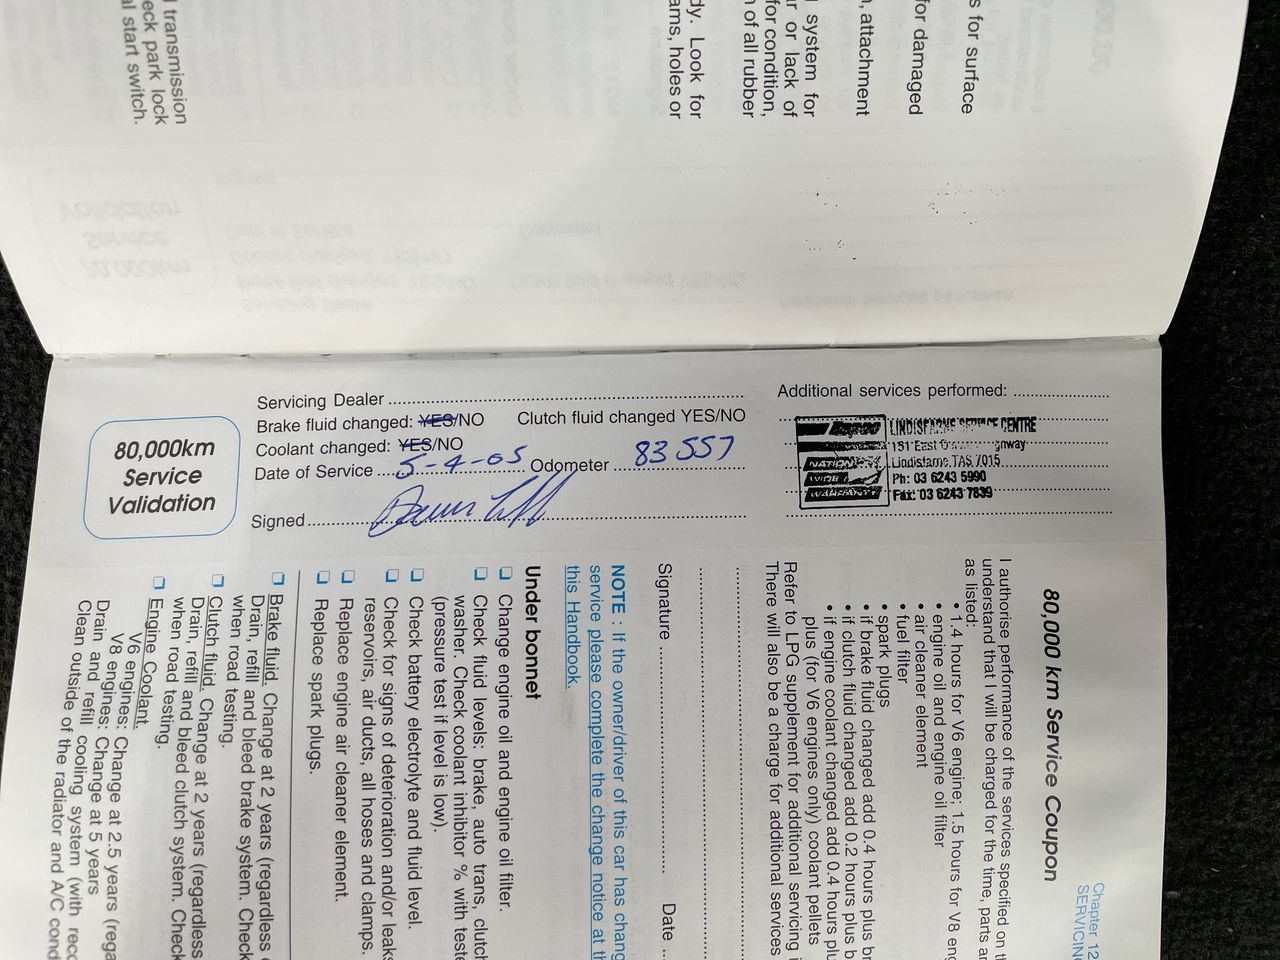 l transmission
eck park lock
al start switch.
dy. Look for
ams, holes or
system for
r or lack of
for condition,
n of all rubber
, attachment
for damaged
s for surface
80,000km
Service
Validation
Servicing Dealer
Brake fluid changed: YES/NO Clutch fluid changed YES/NO
Coolant changed: YES/NO
Date of Service 5-4-05 Odometer 83557
Signed
Additional services performed:
LINDISFARNE SERVICE CENTRE
151 East
Lindisfarne, TAS, 7015
Ph: 03 6243 5990
Fax: 03 6243 7839
NATION
WIDE
WARRANTY
Chapter 12
SERVICIN
80,000 km Service Coupon
I authorise performance of the services specified on th
understand that I will be charged for the time, parts an
as listed:
• 1.4 hours for V6 engine; 1.5 hours for V8 eng
• engine oil and engine oil filter
• air cleaner element
• fuel filter
• spark plugs
• if brake fluid changed add 0.4 hours plus br
• if clutch fluid changed add 0.2 hours plus b
• if engine coolant changed add 0.4 hours plu
plus (for V6 engines only) coolant pellets
Refer to LPG supplement for additional servicing i
There will also be a charge for additional services
Signature Date
NOTE : If the owner/driver of this car has chang
service please complete the change notice at th
this Handbook.
Under bonnet
❑ Change engine oil and engine oil filter.
❑ Check fluid levels: brake, auto trans, clutch
washer. Check coolant inhibitor % with teste
(pressure test if level is low).
❑ Check battery electrolyte and fluid level.
❑ Check for signs of deterioration and/or leaks
reservoirs, air ducts, all hoses and clamps.
❑ Replace engine air cleaner element.
❑ Replace spark plugs.
❑ Brake fluid. Change at 2 years (regardless o
Drain, refill and bleed brake system. Check
when road testing.
❑ Clutch fluid. Change at 2 years (regardless
Drain, refill and bleed clutch system. Check
when road testing.
❑ Engine Coolant.
V6 engines: Change at 2.5 years (rega
V8 engines: Change at 5 years
Drain and refill cooling system (with reco
Clean outside of the radiator and A/C cond